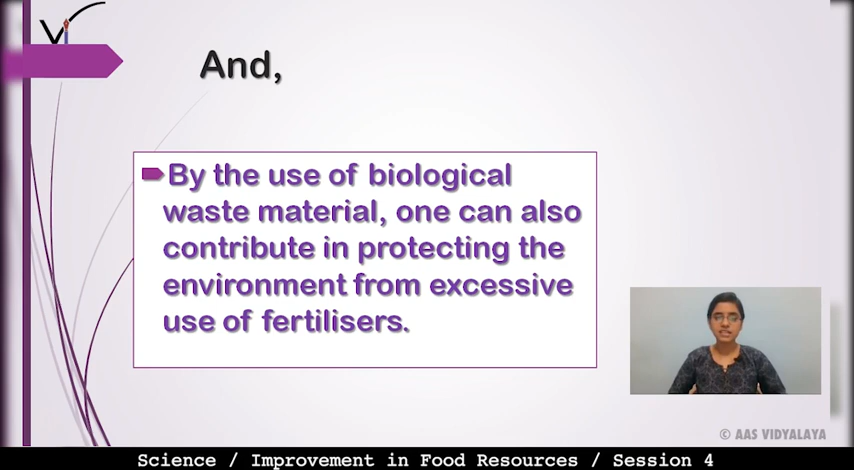 And,
By the use of biological
waste material, one can also
contribute in protecting the
environment from excessive
use of fertilisers.
© AAS VIDYALAYA
Science / Improvement in Food Resources / Session 4